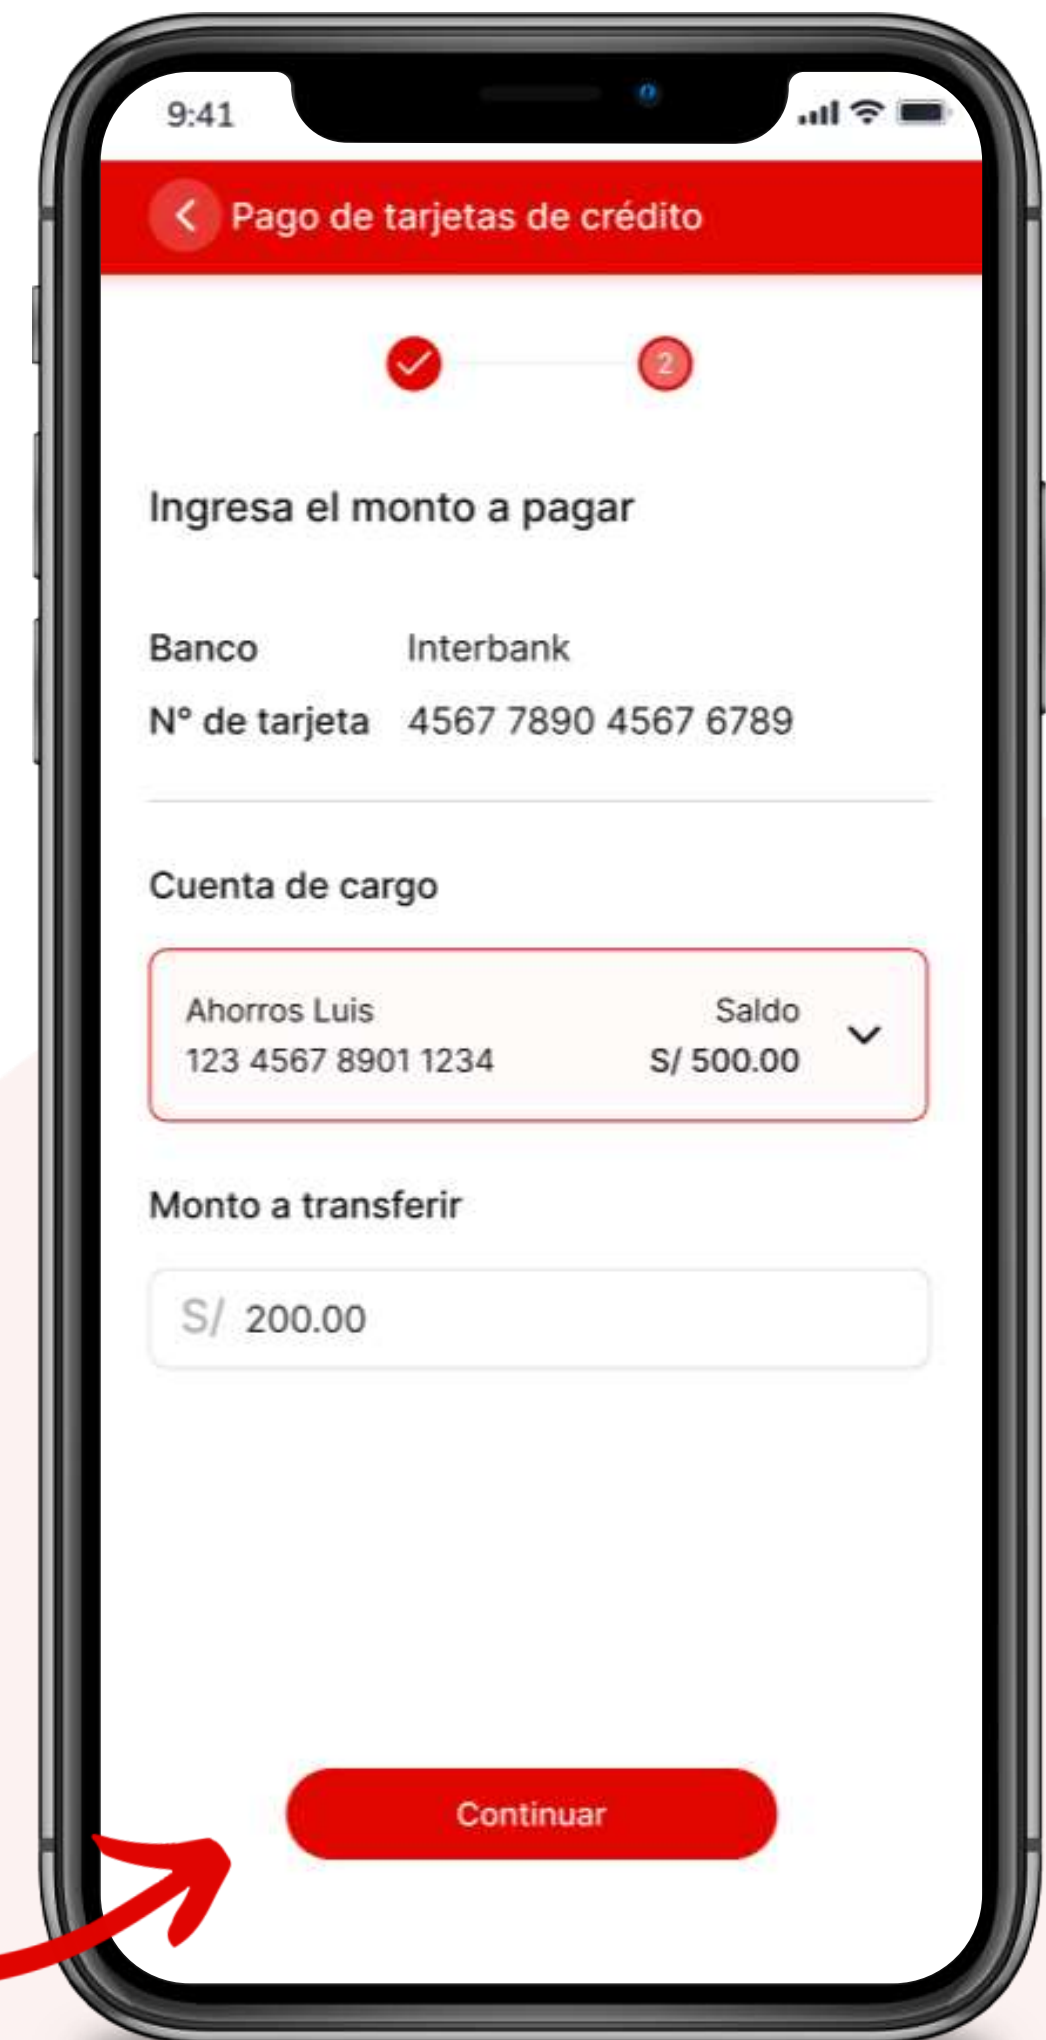 9:41
Pago de tarjetas de crédito
2
Ingresa el monto a pagar
Banco Interbank
N° de tarjeta 4567 7890 4567 6789
Cuenta de cargo
Ahorros Luis Saldo
123 4567 8901 1234 S/ 500.00
Monto a transferir
S/ 200.00
Continuar